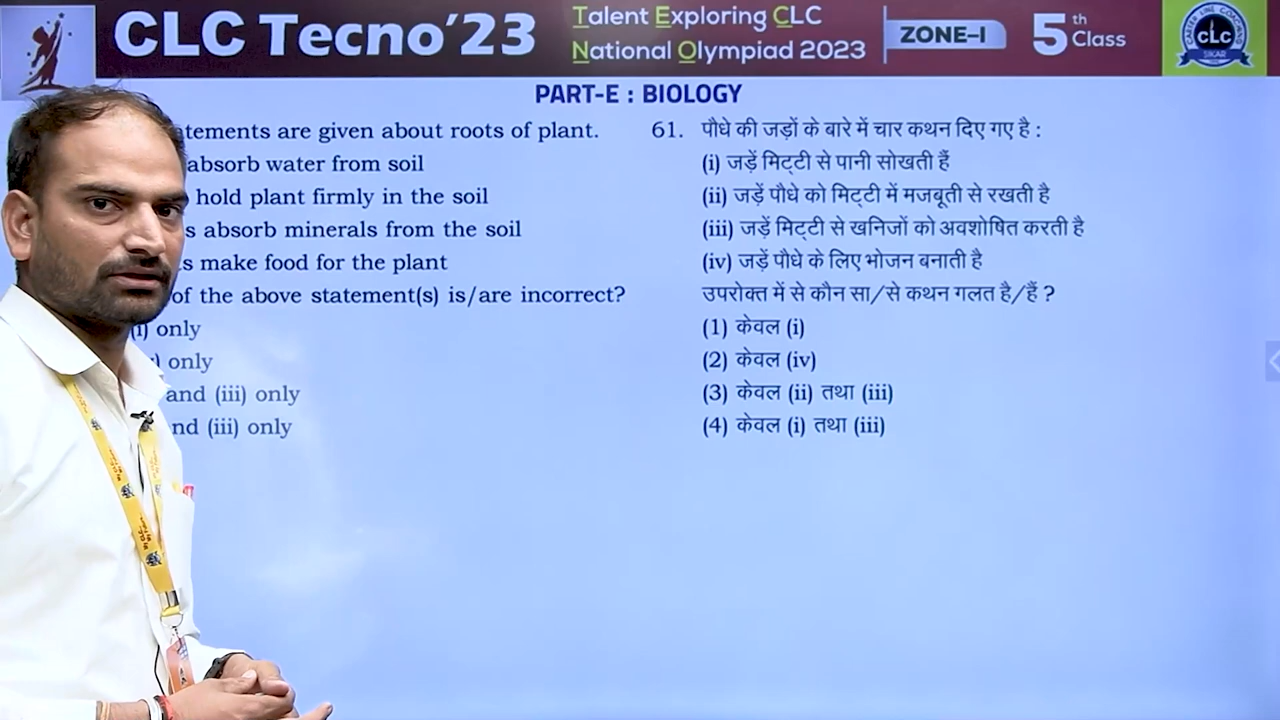 CLC Tecno'23
Talent Exploring CLC
National Olympiad 2023
ZONE-I
5th Class
CLC
SIKAR
PART-E : BIOLOGY
are given about roots of plant.
absorb water from soil
hold plant firmly in the soil
absorb minerals from the soil
make food for the plant
of the above statement(s) is/are incorrect?
(i) only
only
and (iii) only
(iii) only
61. पौधे की जड़ों के बारे में चार कथन दिए गए है :
(i) जड़ें मिट्टी से पानी सोखती हैं
(ii) जड़ें पौधे को मिट्टी में मजबूती से रखती है
(iii) जड़ें मिट्टी से खनिजों को अवशोषित करती है
(iv) जड़ें पौधे के लिए भोजन बनाती है
उपरोक्त में से कौन सा/से कथन गलत है/हैं ?
(1) केवल (i)
(2) केवल (iv)
(3) केवल (ii) तथा (iii)
(4) केवल (i) तथा (iii)